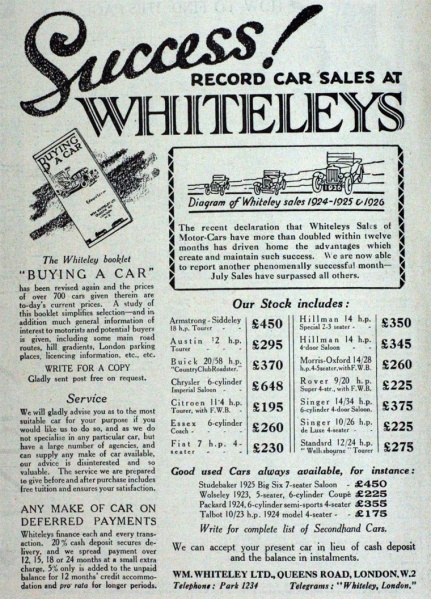 Success!
RECORD CAR SALES AT
WHITELEYS
BUYING A CAR
1926
Diagram of Whiteley sales 1924-1925 & 1926
The recent declaration that Whiteleys Sales of
Motor-Cars have more than doubled within twelve
months has driven home the advantages which
create and maintain such success. We are now able
to report another phenomenally successful month—
July Sales have surpassed all others.
The Whiteley booklet
"BUYING A CAR"
has been revised again and the prices
of over 700 cars given therein are
to-day's current prices. A study of
this booklet simplifies selection—and in
addition much general information of
interest to motorists and potential buyers
is given, including some main road
routes, hill gradients, London parking
places, licencing information, etc., etc.
WRITE FOR A COPY
Gladly sent post free on request.
Service
We will gladly advise you as to the most
suitable car for your purpose if you
would like us to do so, and as we do
not specialise in any particular car, but
have a large number of agencies, and
can supply any make of car available,
our advice is disinterested and so
valuable. The service we are prepared
to give before and after purchase includes
free tuition and ensures your satisfaction.
ANY MAKE OF CAR ON
DEFERRED PAYMENTS
Whiteleys finance each and every trans-
action. 20% cash deposit secures de-
livery, and we spread payment over
12, 15, 18 or 24 months at a small extra
charge, 5% only is added to the unpaid
balance for 12 months' credit accommo-
dation and pro rata for longer periods.
Our Stock includes:
Armstrong-Siddeley
18 h.p. Tourer - £450
Austin 12 h.p.
Tourer - £295
Buick 20/58 h.p.
"Country Club Roadster." £370
Chrysler 6-cylinder
Imperial Saloon - £648
Citroen 11'4 h.p.
Tourer, with F.W.B. £195
Essex 6-cylinder
Coach - £260
Fiat 7 h.p. 4-
seater - £230
Hillman 14 h.p.
Special 2-3 seater - £350
Hillman 14 h.p.
4-door Saloon - £345
Morris-Oxford 14/28
h.p. 4-Seater, with F.W.B. £260
Rover 9/20 h.p.
Super 4-str., with F.W.B. £225
Singer 14/34 h.p.
6-cylinder 4-door Saloon. £375
Singer 10/26 h.p.
de Luxe 4-seater - £225
Standard 12/24 h.p.
Tourer £275
Good used Cars always available, for instance:
Studebaker 1925 Big Six 7-seater Saloon - £450
Wolseley 1923, 5-seater, 6-cylinder Coupé £225
Packard 1924, 6-cylinder semi-sports 4-seater £355
Talbot 10/23 h.p. 1924 model 4-seater - £175
Write for complete list of Secondhand Cars.
We can accept your present car in lieu of cash deposit
and the balance in instalments.
WM. WHITELEY LTD., QUEENS ROAD, LONDON, W.2
Telephone: Park 1234 Telegrams: "Whiteley, London."